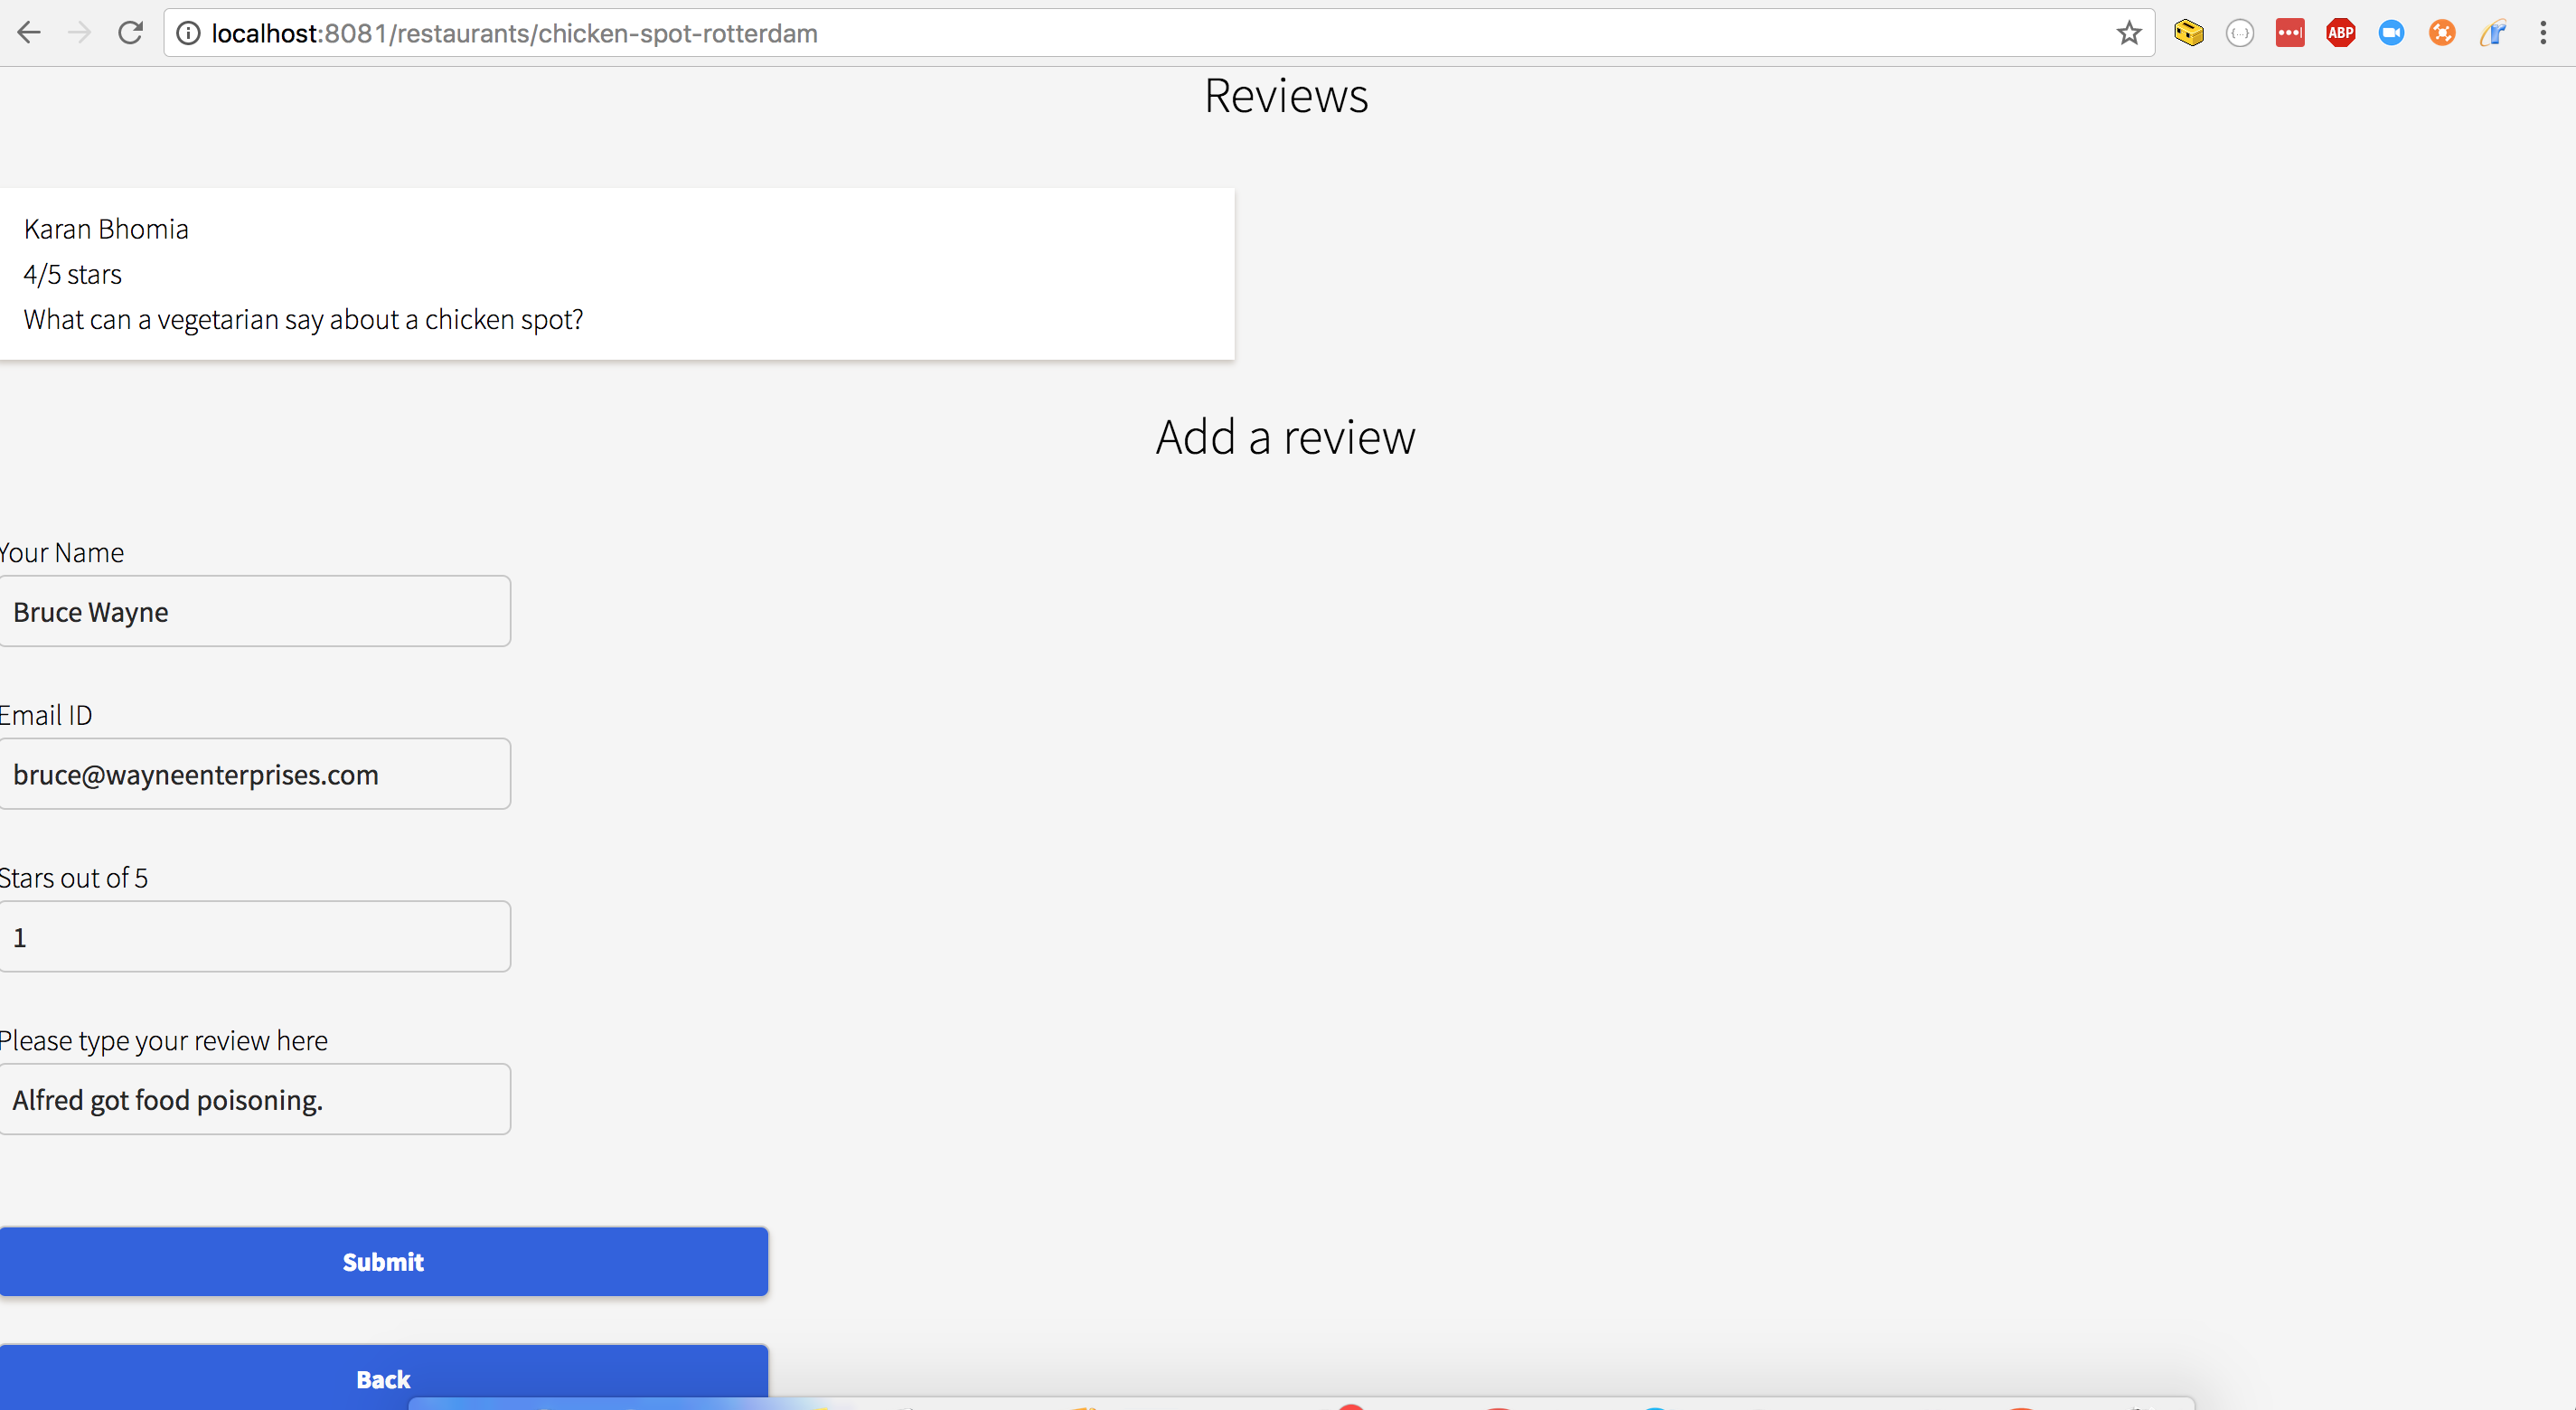 localhost:8081/restaurants/chicken-spot-rotterdam
ABP
Reviews
Karan Bhomia
4/5 stars
What can a vegetarian say about a chicken spot?
Add a review
Your Name
Bruce Wayne
Email ID
bruce@wayneenterprises.com
Stars out of 5
1
Please type your review here
Alfred got food poisoning.
Submit
Back